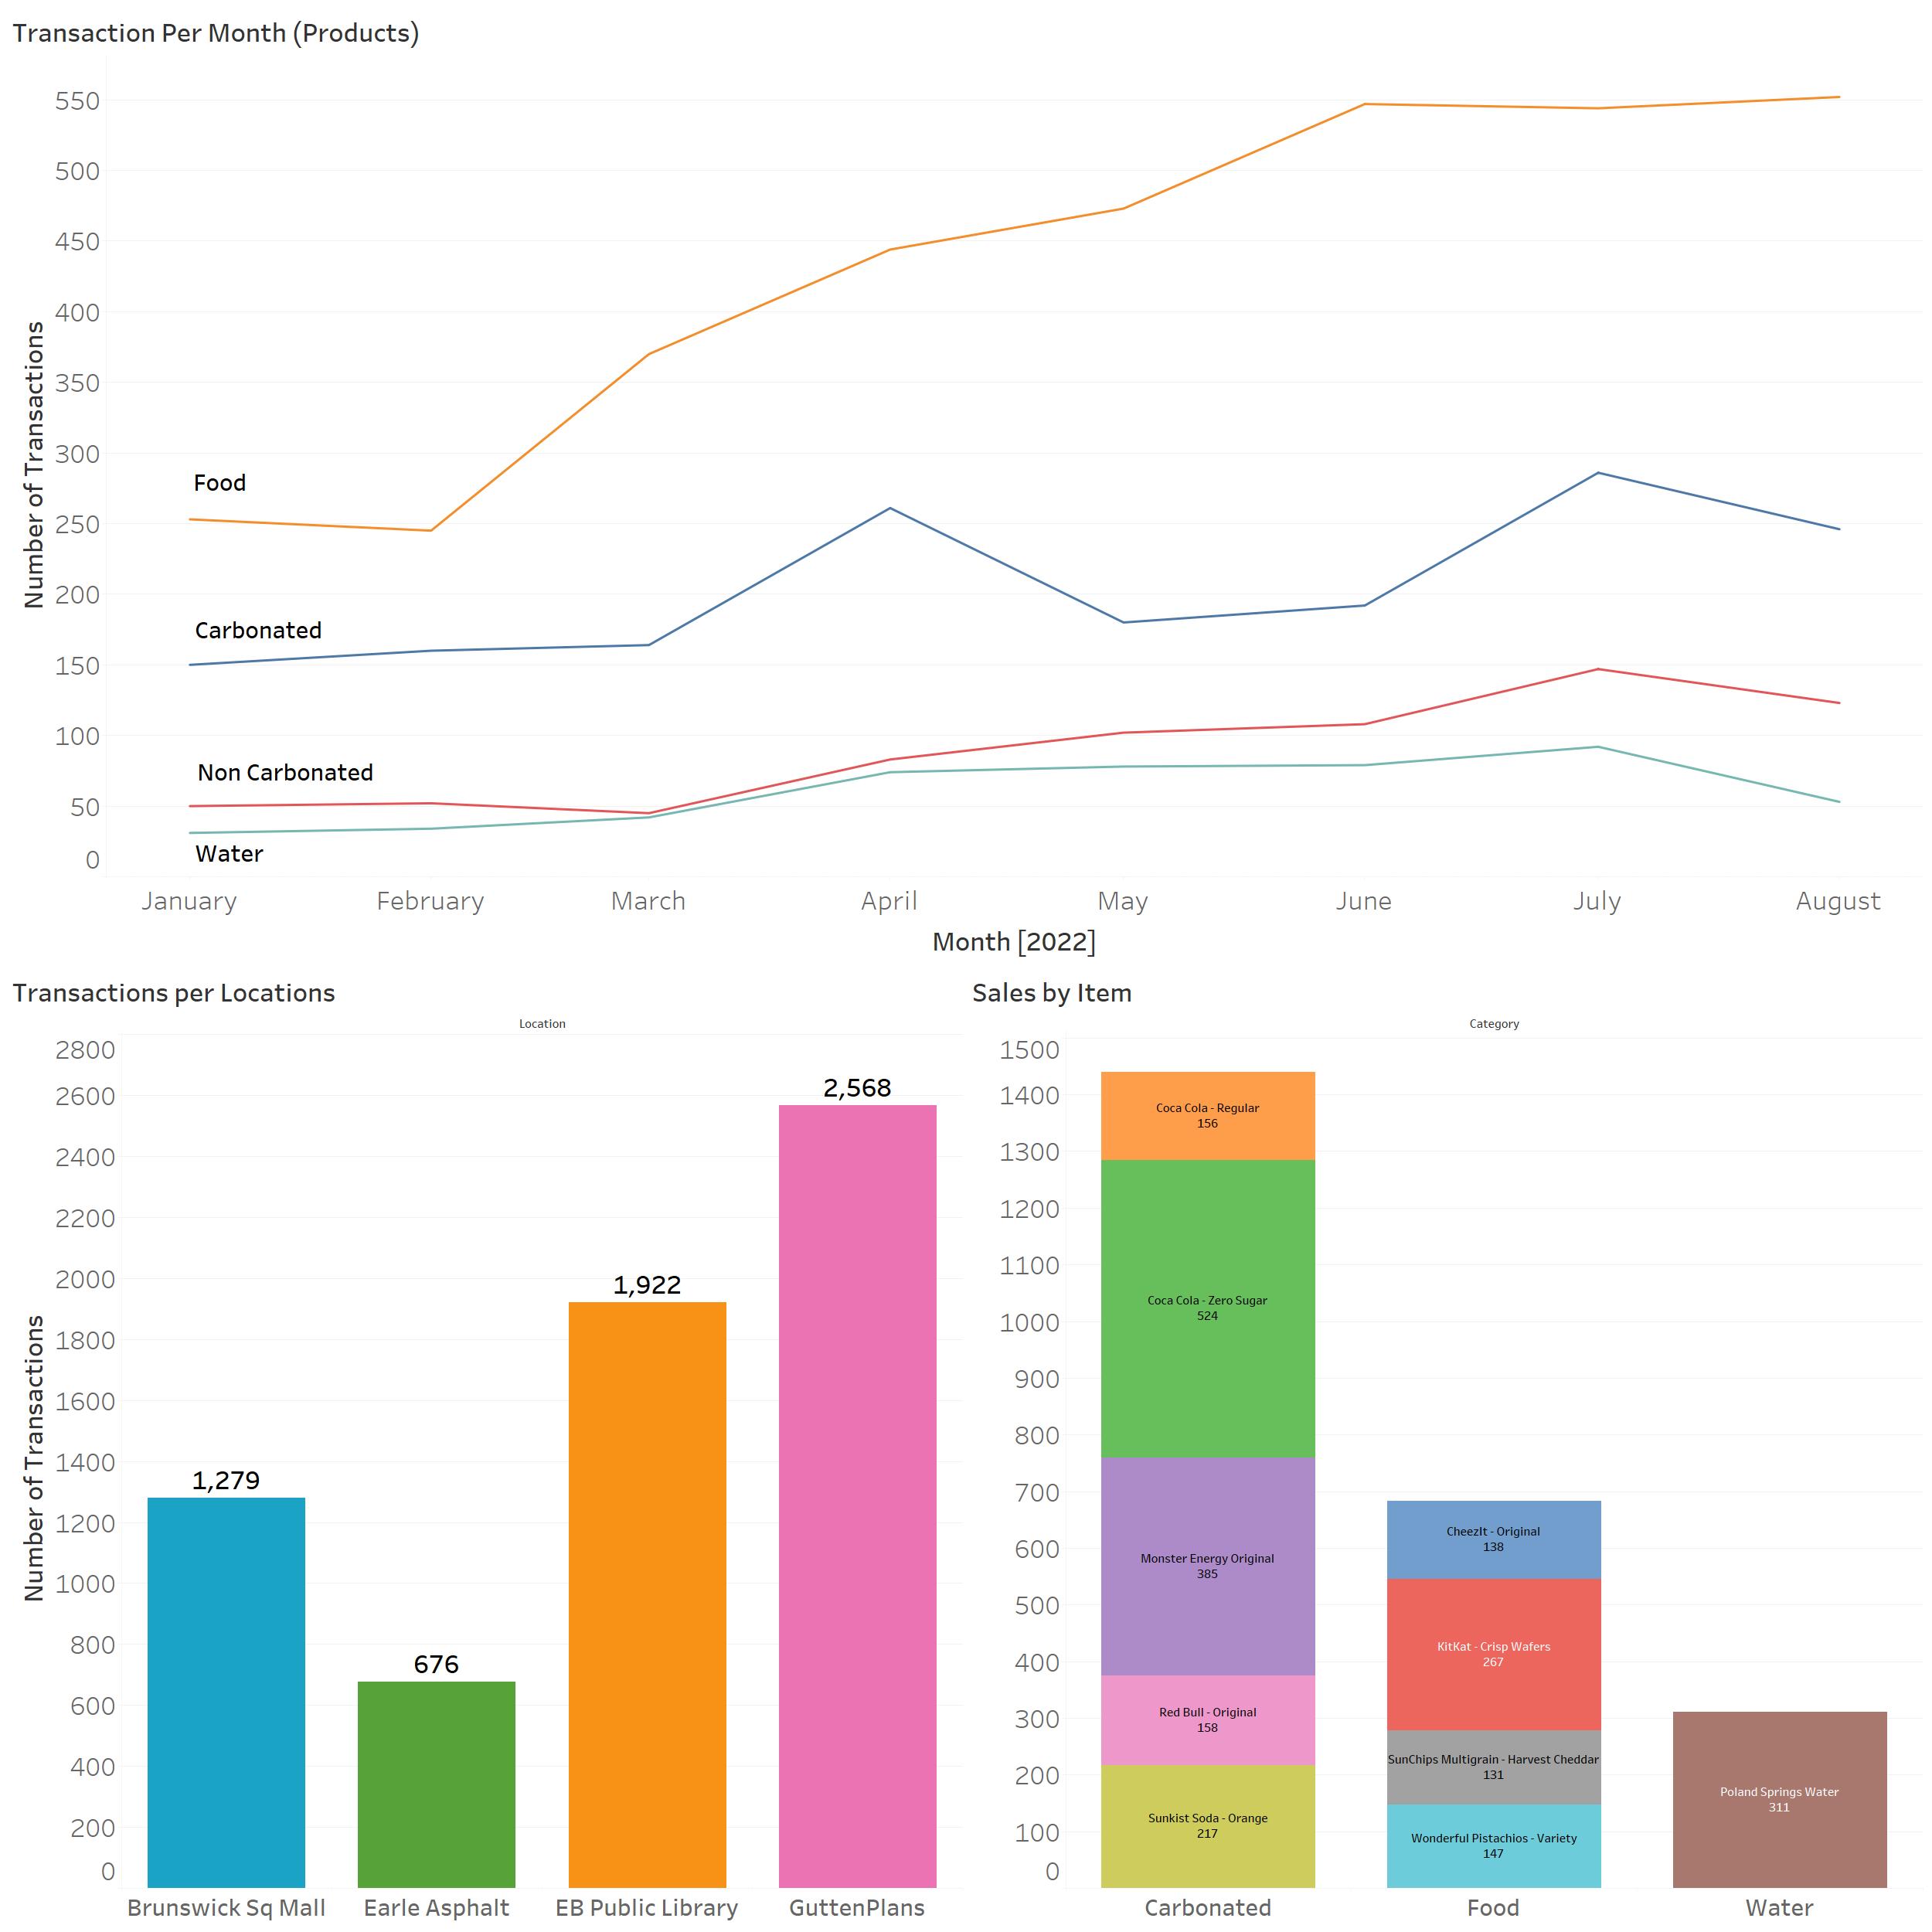 Transaction Per Month (Products)
Number of Transactions
550
500
450
400
350
300
250
200
150
100
50
0
Food
Carbonated
Non Carbonated
Water
January February March April May June July August
Month [2022]
Transactions per Locations
Location
Number of Transactions
2800
2600
2400
2200
2000
1800
1600
1400
1200
1000
800
600
400
200
0
1,279
676
1,922
2,568
Brunswick Sq Mall Earle Asphalt EB Public Library GuttenPlans
Sales by Item
Category
1500
1400
1300
1200
1100
1000
900
800
700
600
500
400
300
200
100
0
Coca Cola - Regular
156
Coca Cola - Zero Sugar
524
Monster Energy Original
385
Red Bull - Original
158
Sunkist Soda - Orange
217
CheezIt - Original
138
KitKat - Crisp Wafers
267
SunChips Multigrain - Harvest Cheddar
131
Wonderful Pistachios - Variety
147
Poland Springs Water
311
Carbonated Food Water